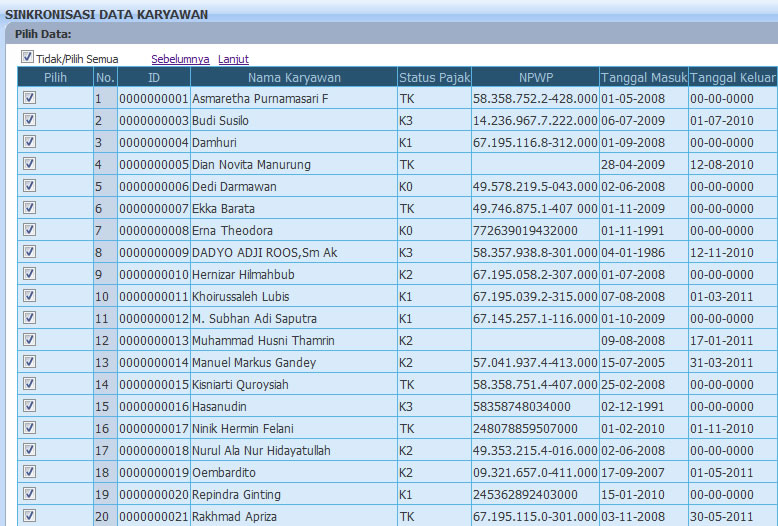 SINKRONISASI DATA KARYAWAN
Pilih Data:
Tidak/Pilih Semua Sebelumnya Lanjut
Pilih No. ID Nama Karyawan Status Pajak NPWP Tanggal Masuk Tanggal Keluar
1 0000000001 Asmaretha Purnamasari F TK 58.358.752.2-428.000 01-05-2008 00-00-0000
2 0000000003 Budi Susilo K3 14.236.967.7.222.000 06-07-2009 01-07-2010
3 0000000004 Damhuri K1 67.195.116.8-312.000 01-09-2008 00-00-0000
4 0000000005 Dian Novita Manurung TK 28-04-2009 12-08-2010
5 0000000006 Dedi Darmawan K0 49.578.219.5-043.000 02-06-2008 00-00-0000
6 0000000007 Ekka Barata TK 49.746.875.1-407 000 01-11-2009 00-00-0000
7 0000000008 Erna Theodora K0 772639019432000 01-11-1991 00-00-0000
8 0000000009 DADYO ADJI ROOS,Sm Ak K3 58.357.938.8-301.000 04-01-1986 12-11-2010
9 0000000010 Hernizar Hilmahbub K2 67.195.058.2-307.000 01-07-2008 00-00-0000
10 0000000011 Khoirussaleh Lubis K1 67.195.039.2-315.000 07-08-2008 01-03-2011
11 0000000012 M. Subhan Adi Saputra K1 67.145.257.1-116.000 01-10-2009 00-00-0000
12 0000000013 Muhammad Husni Thamrin K2 09-08-2008 17-01-2011
13 0000000014 Manuel Markus Gandey K2 57.041.937.4-413.000 15-07-2005 31-03-2011
14 0000000015 Kisniarti Quroysiah TK 58.358.751.4-407.000 25-02-2008 00-00-0000
15 0000000016 Hasanudin K3 58358748034000 02-12-1991 00-00-0000
16 0000000017 Ninik Hermin Felani TK 248078859507000 01-02-2010 01-11-2010
17 0000000018 Nurul Ala Nur Hidayatullah K2 49.353.215.4-016.000 02-06-2008 00-00-0000
18 0000000019 Oembardito K2 09.321.657.0-411.000 17-09-2007 01-05-2011
19 0000000020 Repindra Ginting K1 245362892403000 15-01-2010 00-00-0000
20 0000000021 Rakhmad Apriza TK 67.195.115.0-301.000 03-11-2008 30-05-2011